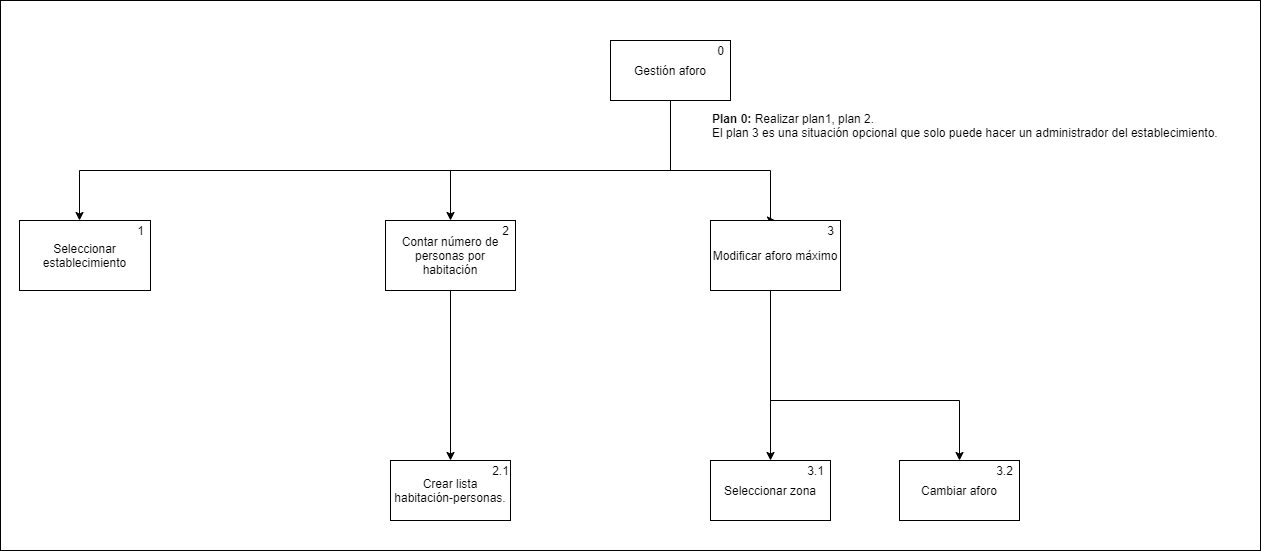 0
Gestión aforo
Plan 0: Realizar plan1, plan 2.
El plan 3 es una situación opcional que solo puede hacer un administrador del establecimiento.
1
Seleccionar
establecimiento
2
Contar número de
personas por
habitación
3
Modificar aforo máximo
2.1
Crear lista
habitación-personas.
3.1
Seleccionar zona
3.2
Cambiar aforo